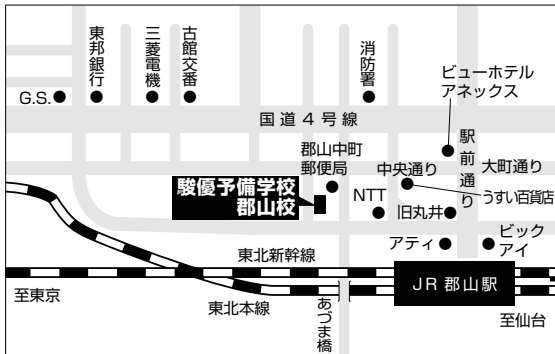 東邦銀行
三菱電機
古館交番
消防署
ビューホテル
アネックス
G.S.
国道4号線
駅前通り
郡山中町
郵便局
中央通り
大町通り
うすい百貨店
駿優予備学校
郡山校
NTT
旧丸井
アティ
ビック
アイ
東北新幹線
JR郡山駅
至東京
東北本線
あづま橋
至仙台